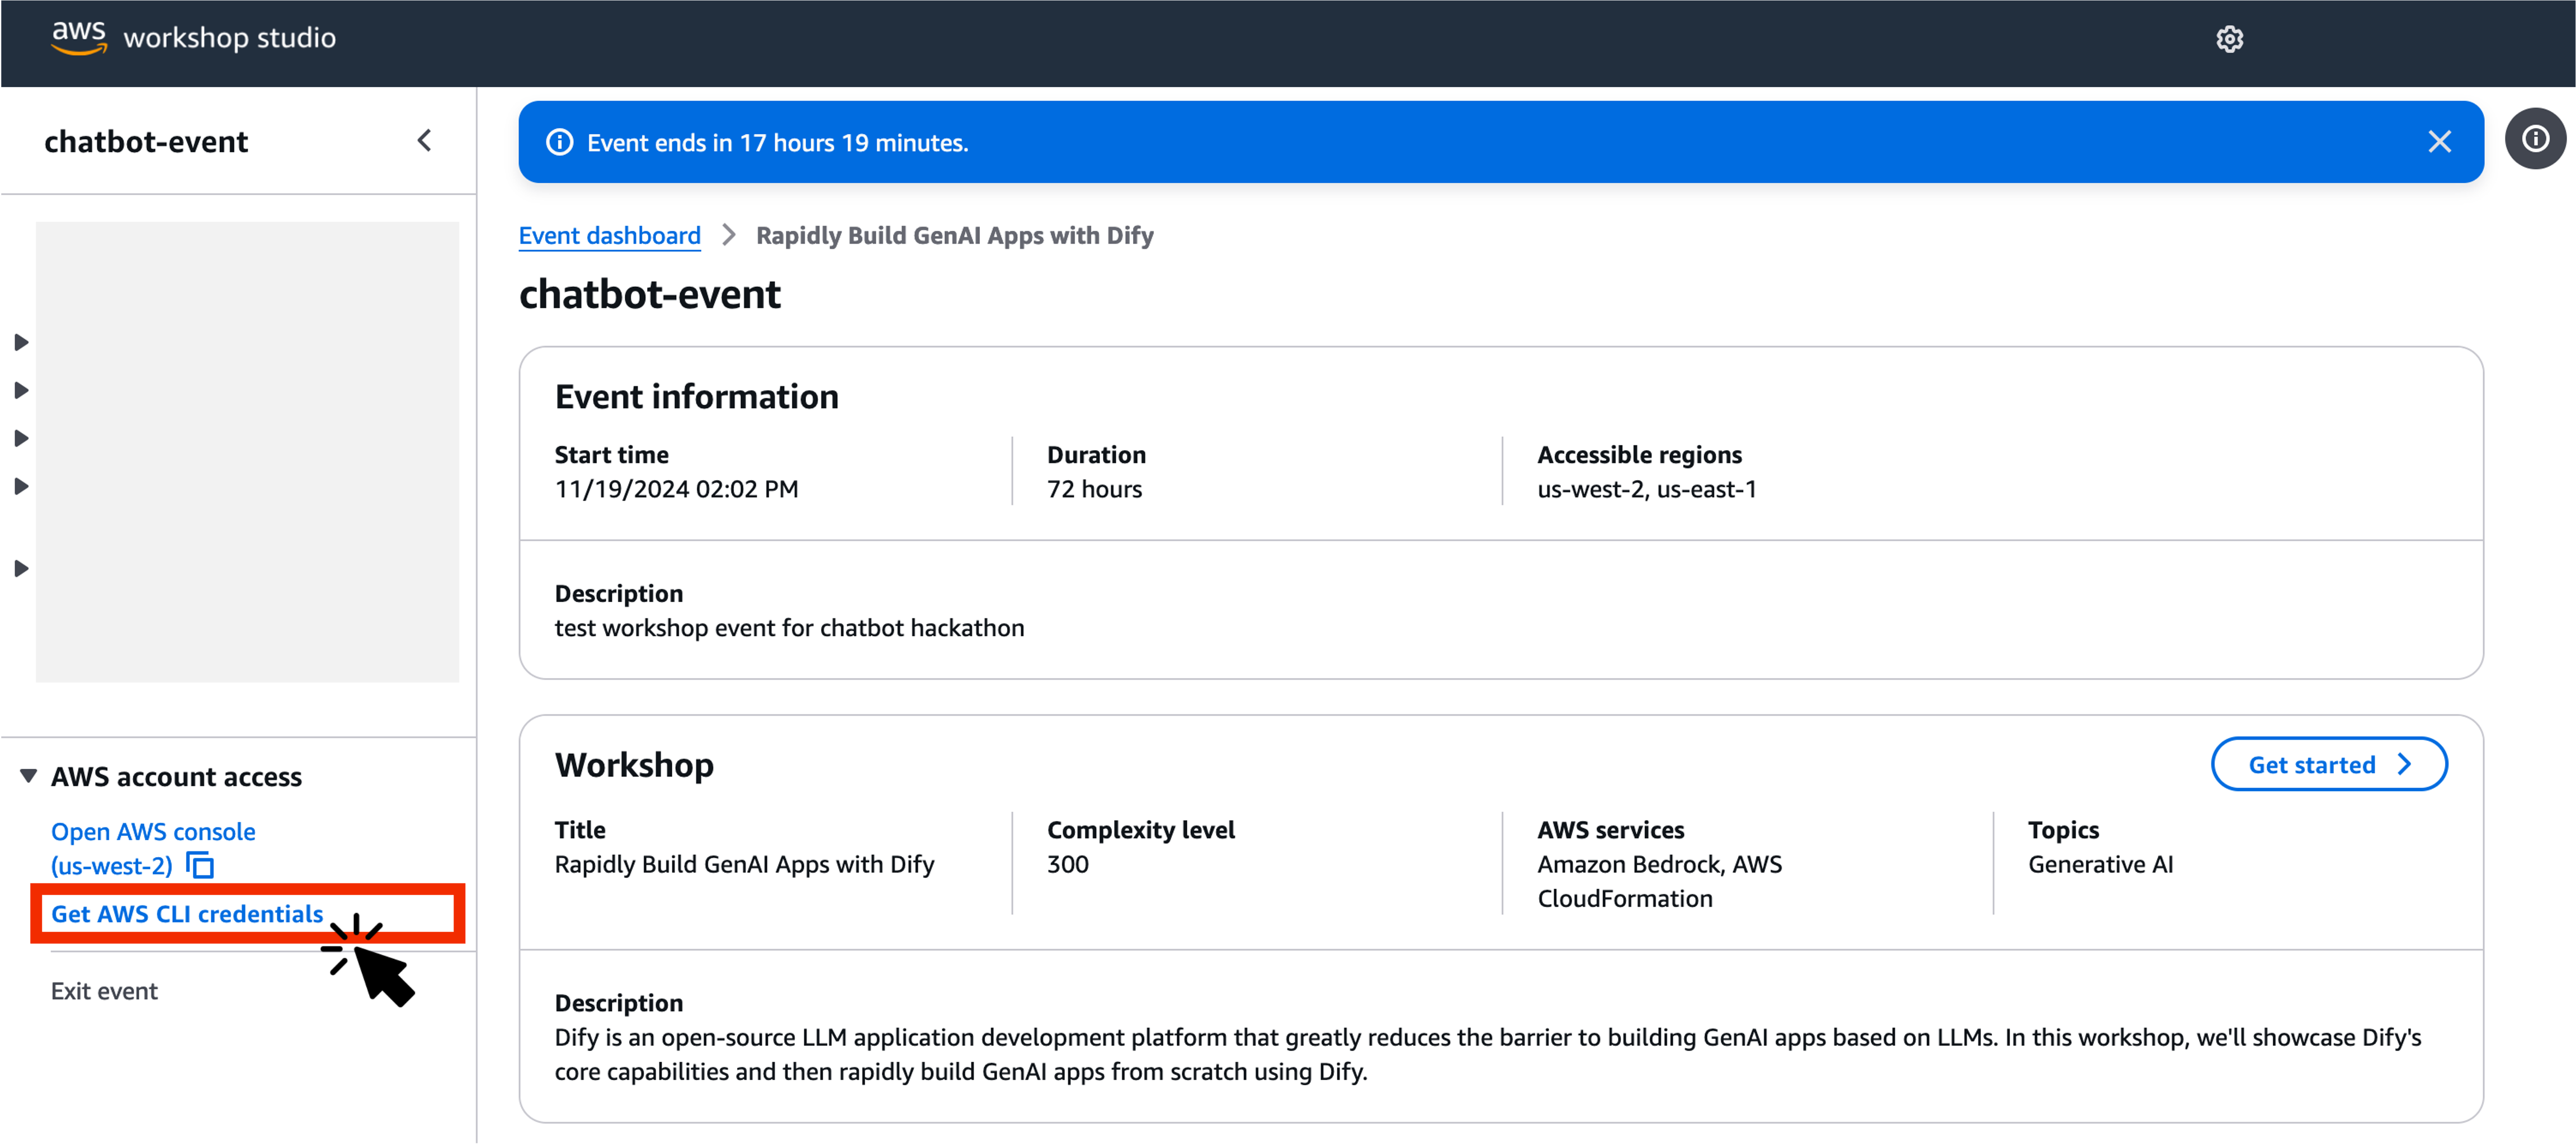 aws workshop studio
chatbot-event
Event ends in 17 hours 19 minutes.
Event dashboard
Rapidly Build GenAI Apps with Dify
chatbot-event
Event information
Start time
11/19/2024 02:02 PM
Duration
72 hours
Accessible regions
us-west-2, us-east-1
Description
test workshop event for chatbot hackathon
AWS account access
Open AWS console
(us-west-2)
Get AWS CLI credentials
Exit event
Workshop
Get started
Title
Rapidly Build GenAI Apps with Dify
Complexity level
300
AWS services
Amazon Bedrock, AWS
CloudFormation
Topics
Generative AI
Description
Dify is an open-source LLM application development platform that greatly reduces the barrier to building GenAI apps based on LLMs. In this workshop, we'll showcase Dify's
core capabilities and then rapidly build GenAI apps from scratch using Dify.